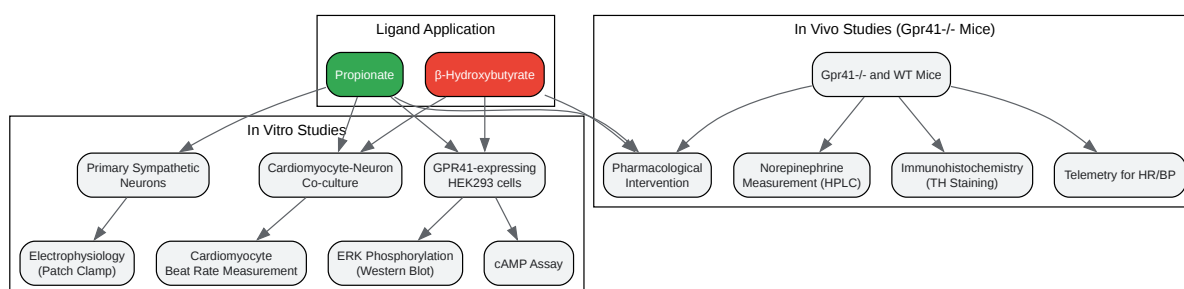 Ligand Application
Propionate
β-Hydroxybutyrate
In Vivo Studies (Gpr41-/- Mice)
Gpr41-/- and WT Mice
Pharmacological
Intervention
Norepinephrine
Measurement (HPLC)
Immunohistochemistry
(TH Staining)
Telemetry for HR/BP
In Vitro Studies
Primary Sympathetic
Neurons
Cardiomyocyte-Neuron
Co-culture
GPR41-expressing
HEK293 cells
Electrophysiology
(Patch Clamp)
Cardiomyocyte
Beat Rate Measurement
ERK Phosphorylation
(Western Blot)
cAMP Assay